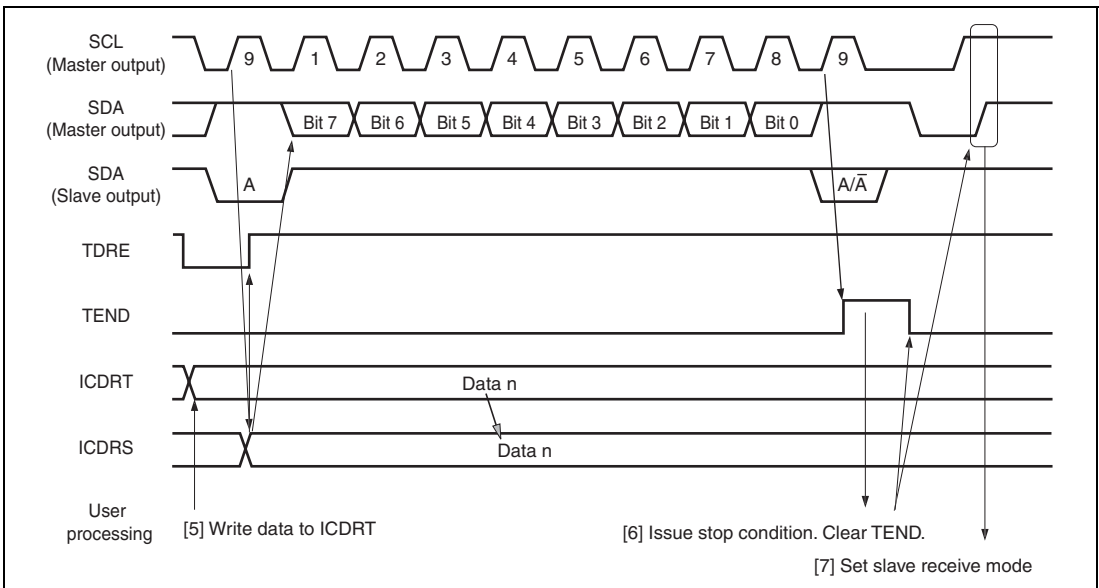 SCL
(Master output)
9 1 2 3 4 5 6 7 8 9
SDA
(Master output)
Bit 7 Bit 6 Bit 5 Bit 4 Bit 3 Bit 2 Bit 1 Bit 0
SDA
(Slave output)
A A/A̅
TDRE
TEND
ICDRT
Data n
ICDRS
Data n
User
processing
[5] Write data to ICDRT
[6] Issue stop condition. Clear TEND.
[7] Set slave receive mode